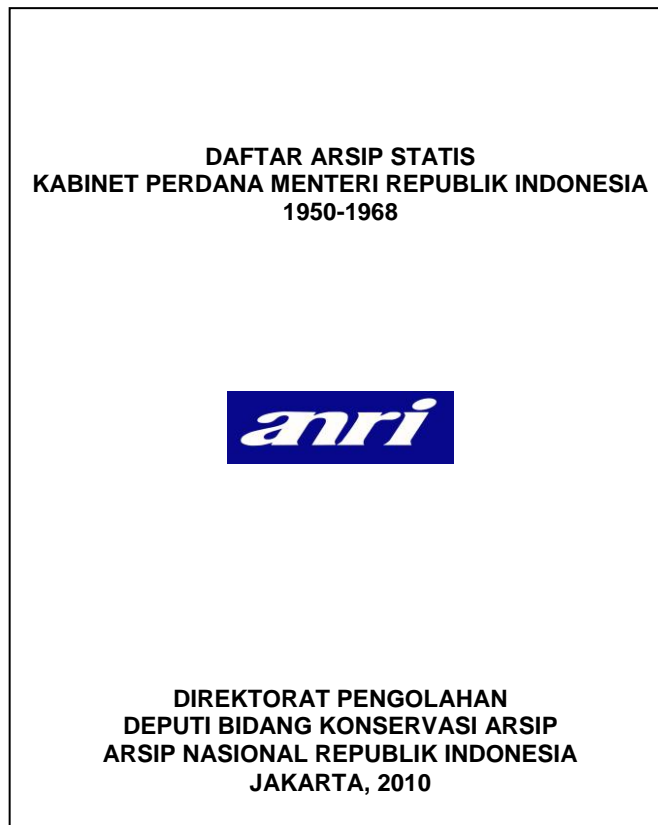 DAFTAR ARSIP STATIS
KABINET PERDANA MENTERI REPUBLIK INDONESIA
1950-1968
anri
DIREKTORAT PENGOLAHAN
DEPUTI BIDANG KONSERVASI ARSIP
ARSIP NASIONAL REPUBLIK INDONESIA
JAKARTA, 2010